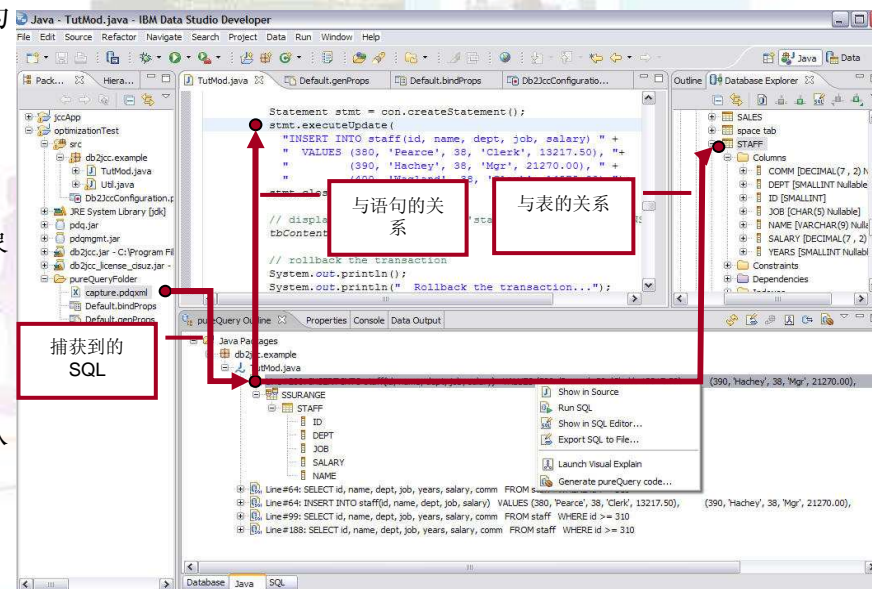 Java - TutMod.java - IBM Data Studio Developer
File Edit Source Refactor Navigate Search Project Data Run Window Help
Java
Data
Pack...
Hiera...
jccApp
optimizationTest
src
db2jcc.example
TutMod.java
Util.java
Db2JccConfiguration.p
JRE System Library [jdk]
pdq.jar
pdqmgmt.jar
db2jcc.jar - C:\Program Fil
db2jcc_license_cisuz.jar -
pureQueryFolder
capture.pdqxml
Default.bindProps
Default.genProps
TutMod.java
Default.genProps
Default.bindProps
Db2JccConfiguratio...
Statement stmt = con.createStatement();
stmt.executeUpdate(
"INSERT INTO staff(id, name, dept, job, salary) " +
" VALUES (380, 'Pearce', 38, 'Clerk', 13217.50), "+
" (390, 'Hachey', 38, 'Mgr', 21270.00), " +
// displa
tbConten
// rollback the transaction
System.out.println();
System.out.println(" Rollback the transaction...");
与语句的关
系
与表的关系
捕获到的
SQL
Outline
Database Explorer
SALES
space tab
STAFF
Columns
COMM [DECIMAL(7 , 2) N
DEPT [SMALLINT Nullable
ID [SMALLINT]
JOB [CHAR(5) Nullable]
NAME [VARCHAR(9) Nulla
SALARY [DECIMAL(7 , 2)
YEARS [SMALLINT Nullabl
Constraints
Dependencies
pureQuery Outline
Properties
Console
Data Output
Java Packages
db2jcc.example
TutMod.java
(390, 'Hachey', 38, 'Mgr', 21270.00),
SSURANGE
STAFF
ID
DEPT
JOB
SALARY
NAME
Show in Source
Run SQL
Show in SQL Editor...
Export SQL to File...
Launch Visual Explain
Generate pureQuery code...
Line#64: SELECT id, name, dept, job, years, salary, comm FROM staff WHERE id >= 310
Line#64: INSERT INTO staff(id, name, dept, job, salary) VALUES (380, 'Pearce', 38, 'Clerk', 13217.50), (390, 'Hachey', 38, 'Mgr', 21270.00),
Line#99: SELECT id, name, dept, job, years, salary, comm FROM staff WHERE id >= 310
Line#188: SELECT id, name, dept, job, years, salary, comm FROM staff WHERE id >= 310
Database
Java
SQL